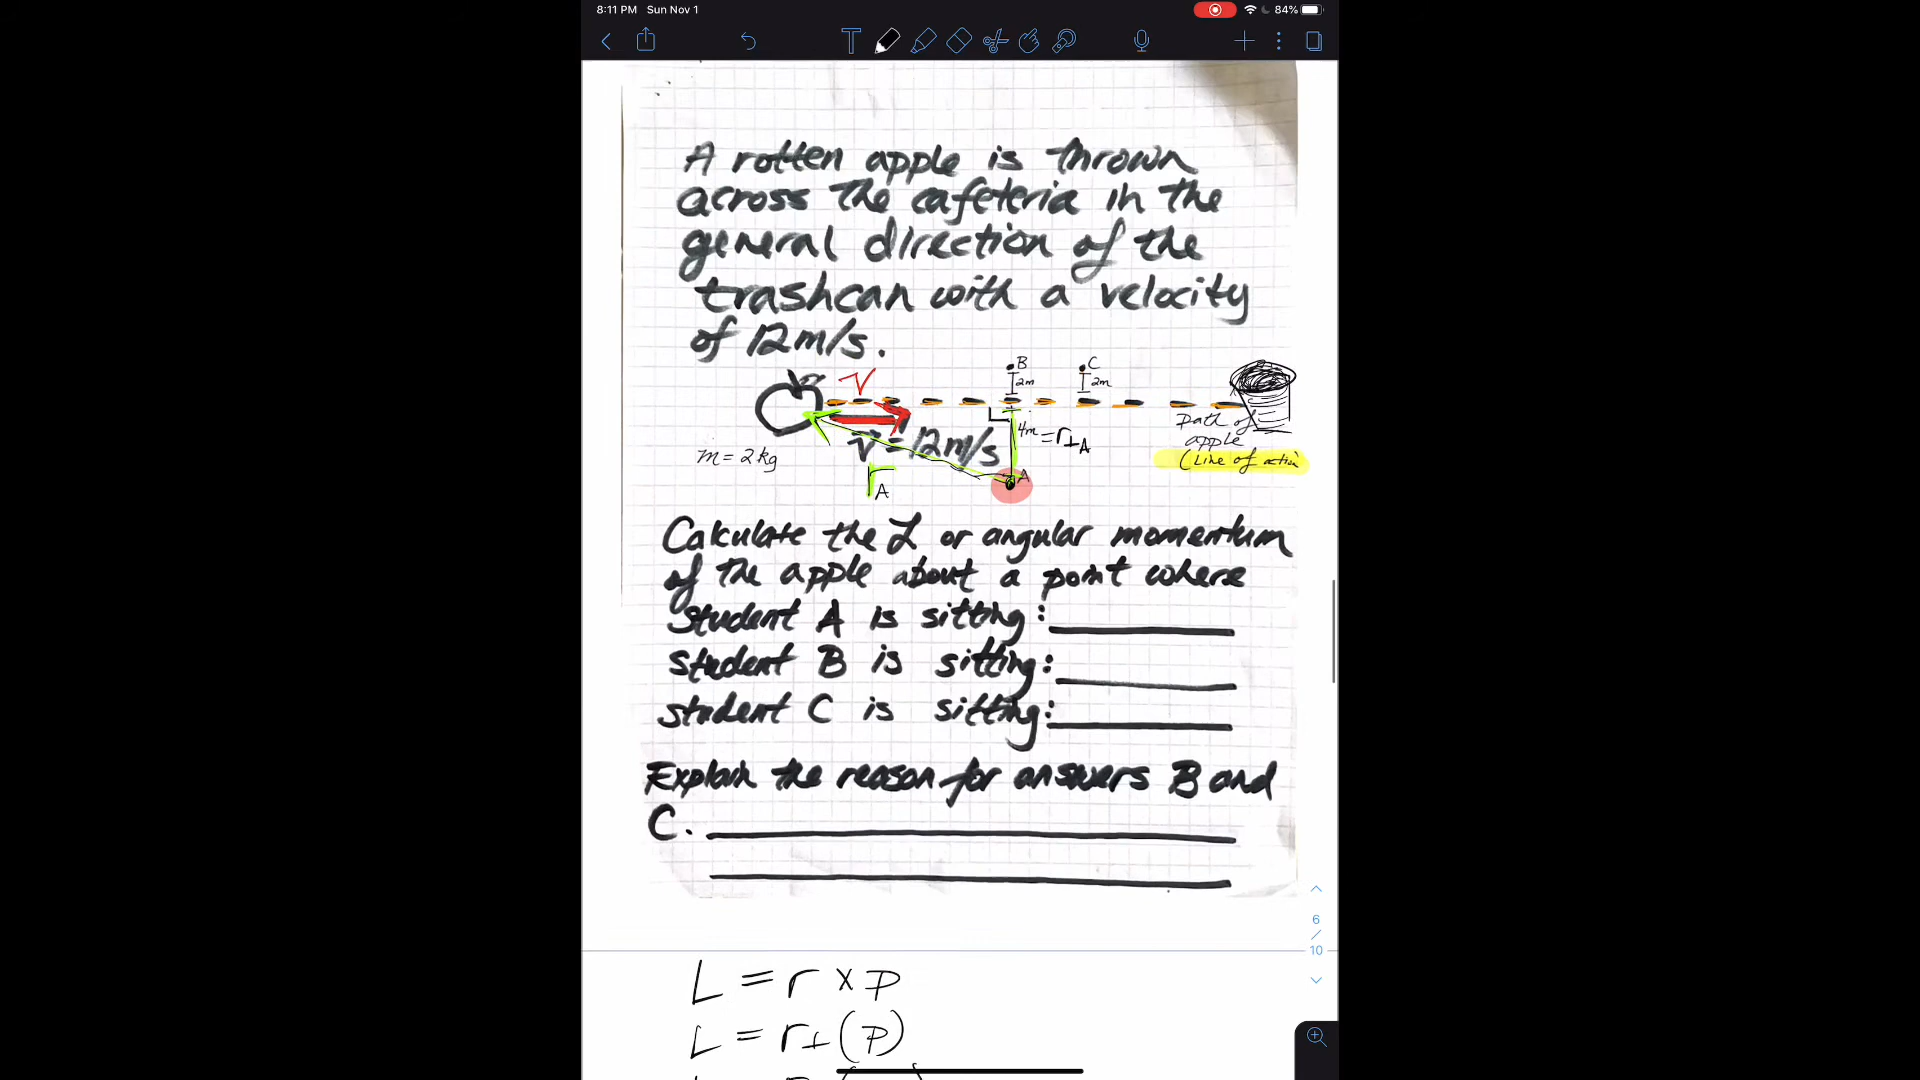 8:11 PM Sun Nov 1
84%
A rotten apple is thrown
across the cafeteria in the
general direction of the
trashcan with a velocity
of 12m/s.
B
C
2m
2m
V
4m = r⊥A
V = 12m/s
m = 2kg
Path of
apple
(Line of action
A
r A
Calculate the L or angular momentum
of the apple about a point where
student A is sitting:
student B is sitting:
student C is sitting:
Explain the reason for answers B and
C.
6
/
10
L = r x P
L = r⊥(P)